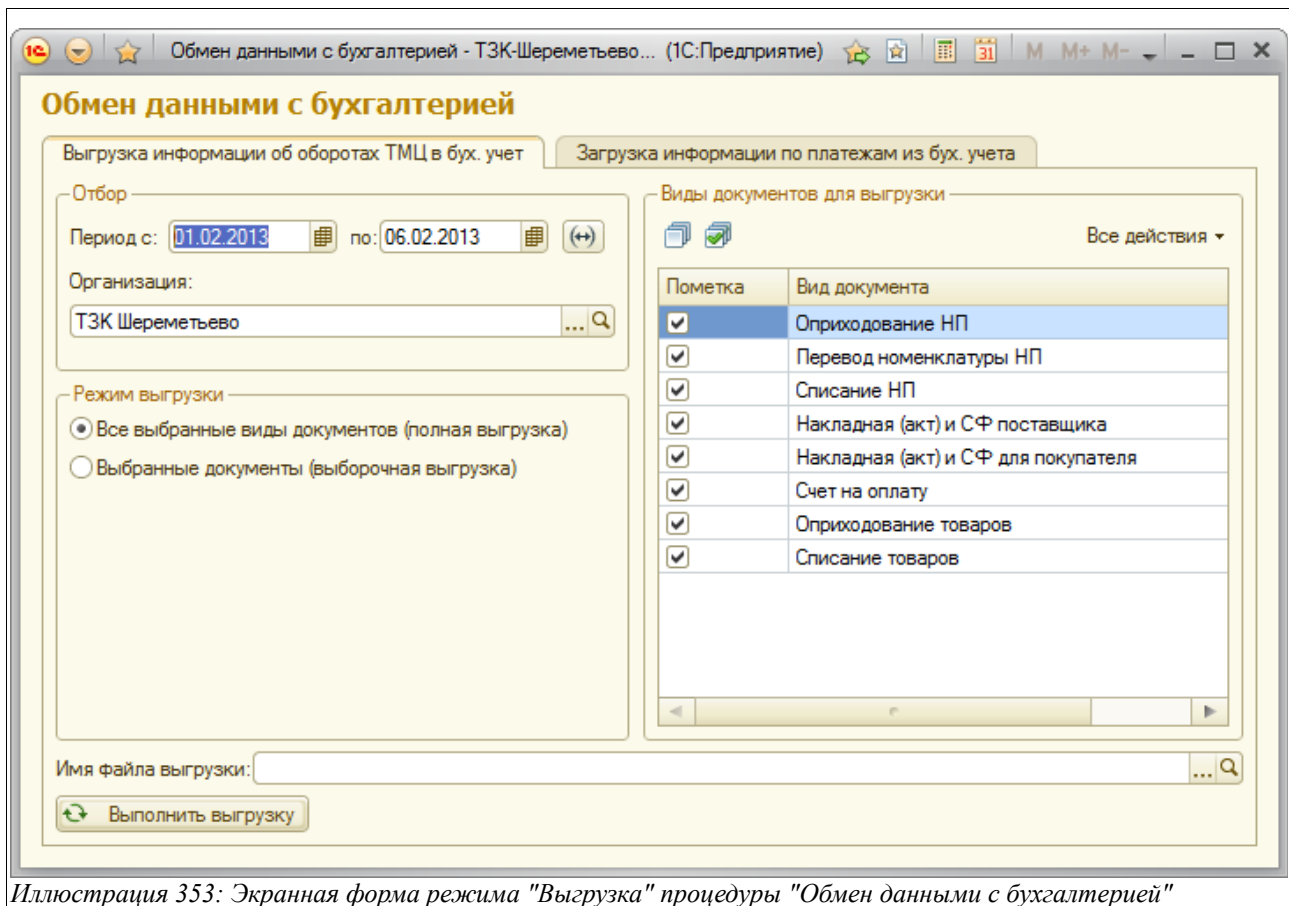 1С Обмен данными с бухгалтерией - ТЗК-Шереметьево... (1С:Предприятие) 31 M M+ M-
Обмен данными с бухгалтерией
Выгрузка информации об оборотах ТМЦ в бух. учет Загрузка информации по платежам из бух. учета
Отбор
Период с: 01.02.2013 по: 06.02.2013
Организация:
ТЗК Шереметьево ...
Режим выгрузки
Все выбранные виды документов (полная выгрузка)
Выбранные документы (выборочная выгрузка)
Виды документов для выгрузки
Все действия
Пометка Вид документа
Оприходование НП
Перевод номенклатуры НП
Списание НП
Накладная (акт) и СФ поставщика
Накладная (акт) и СФ для покупателя
Счет на оплату
Оприходование товаров
Списание товаров
Имя файла выгрузки: ...
Выполнить выгрузку
Иллюстрация 353: Экранная форма режима "Выгрузка" процедуры "Обмен данными с бухгалтерией"